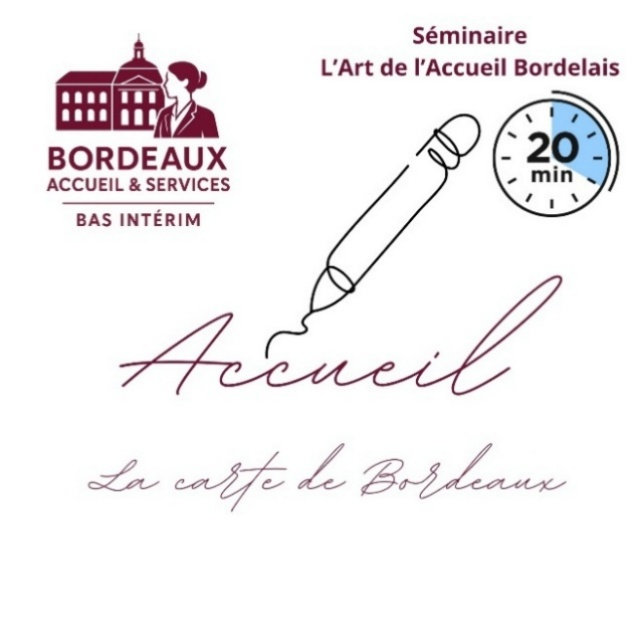 Séminaire
L’Art de l’Accueil Bordelais
BORDEAUX
ACCUEIL & SERVICES
BAS INTÉRIM
20
min
Accueil
La carte de Bordeaux